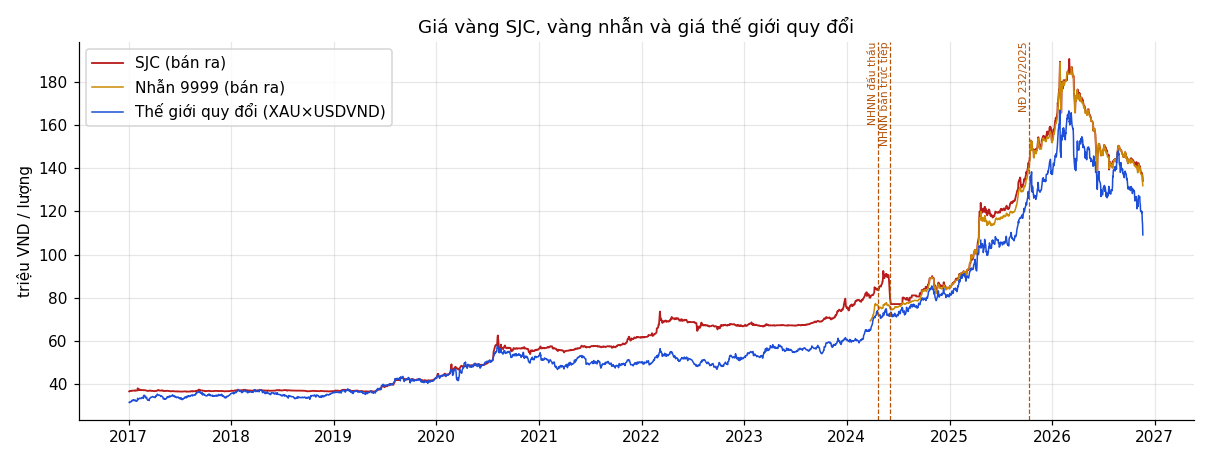 Giá vàng SJC, vàng nhẫn và giá thế giới quy đổi
SJC (bán ra)
Nhẫn 9999 (bán ra)
Thế giới quy đổi (XAU×USDVND)
NHNN đấu thầu
NHNN bán trực tiếp
NĐ 232/2025
triệu VND / lượng
180
160
140
120
100
80
60
40
2017 2018 2019 2020 2021 2022 2023 2024 2025 2026 2027